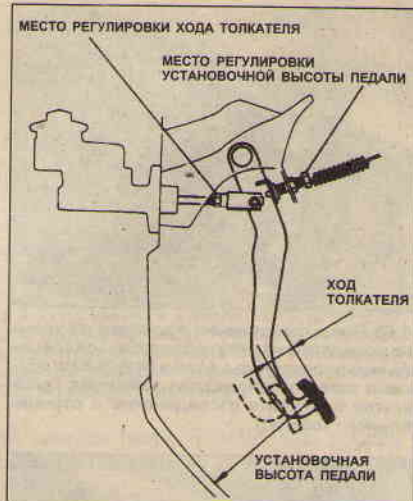 МЕСТО РЕГУЛИРОВКИ ХОДА ТОЛКАТЕЛЯ
МЕСТО РЕГУЛИРОВКИ
УСТАНОВОЧНОЙ ВЫСОТЫ ПЕДАЛИ
ХОД
ТОЛКАТЕЛЯ
УСТАНОВОЧНАЯ
ВЫСОТА ПЕДАЛИ